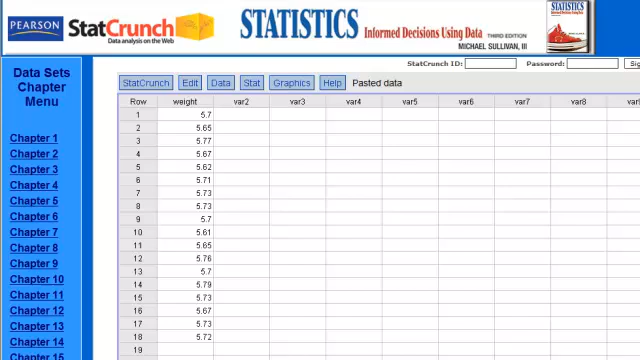 PEARSON StatCrunch
Data analysis on the Web
STATISTICS Informed Decisions Using Data THIRD EDITION
MICHAEL SULLIVAN, III
STATISTICS
StatCrunch ID: Password: Sig
Data Sets
Chapter
Menu
Chapter 1
Chapter 2
Chapter 3
Chapter 4
Chapter 5
Chapter 6
Chapter 7
Chapter 8
Chapter 9
Chapter 10
Chapter 11
Chapter 12
Chapter 13
Chapter 14
Chapter 15
StatCrunch Edit Data Stat Graphics Help Pasted data
Row weight var2 var3 var4 var5 var6 var7 var8 var9
1 5.7
2 5.65
3 5.77
4 5.67
5 5.62
6 5.71
7 5.73
8 5.73
9 5.7
10 5.61
11 5.65
12 5.76
13 5.7
14 5.79
15 5.73
16 5.67
17 5.73
18 5.72
19